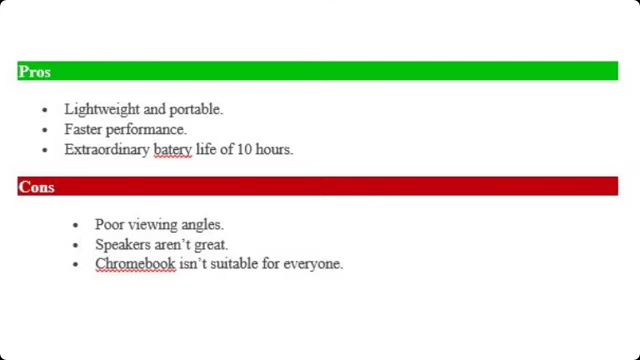 Pros
• Lightweight and portable.
• Faster performance.
• Extraordinary batery life of 10 hours.
Cons
• Poor viewing angles.
• Speakers aren’t great.
• Chromebook isn’t suitable for everyone.